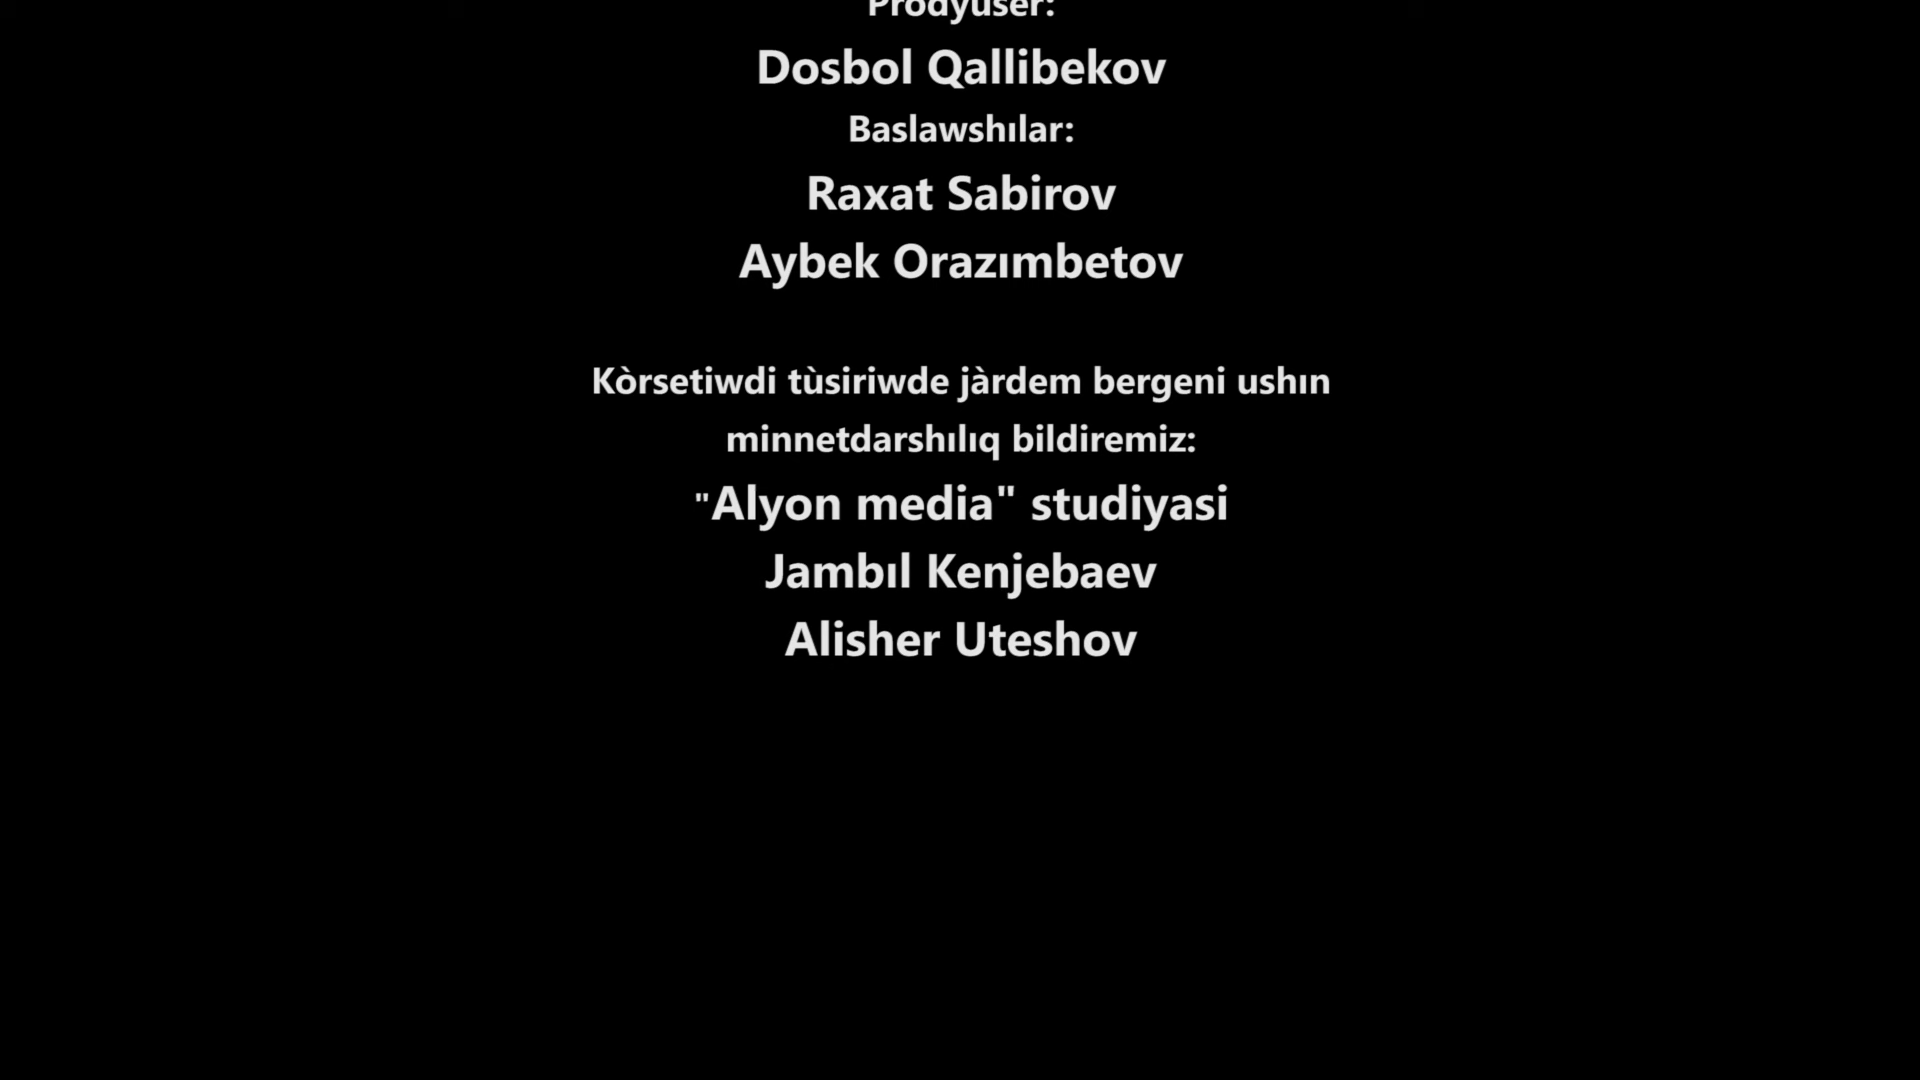 Prodyuser:
Dosbol Qallibekov
Baslawshılar:
Raxat Sabirov
Aybek Orazımbetov
Kòrsetiwdi tùsiriwde jàrdem bergeni ushın
minnetdarshılıq bildiremiz:
"Alyon media" studiyasi
Jambıl Kenjebaev
Alisher Uteshov